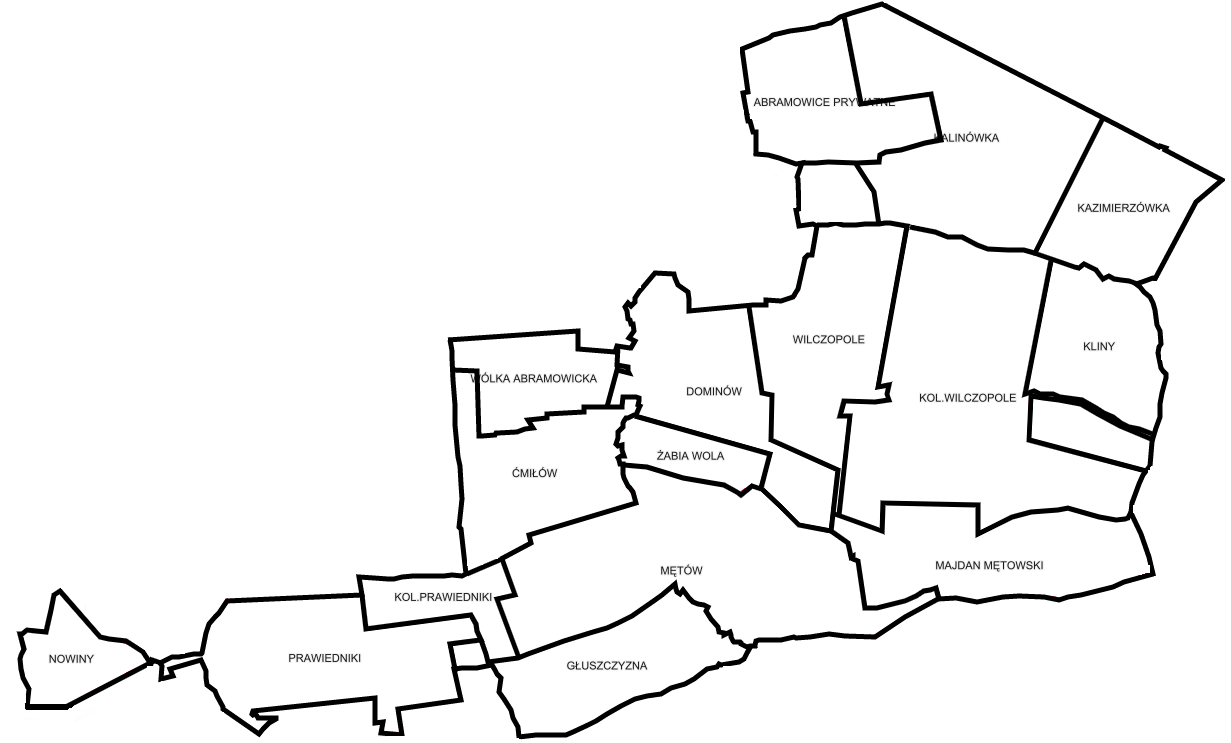 ABRAMOWICE PRYWATNE
KALINÓWKA
KAZIMIERZÓWKA
WILCZOPOLE
KLINY
WÓLKA ABRAMOWICKA
DOMINÓW
KOL.WILCZOPOLE
ŻABIA WOLA
ĆMIŁÓW
MĘTÓW
MAJDAN MĘTOWSKI
KOL.PRAWIEDNIKI
NOWINY
PRAWIEDNIKI
GŁUSZCZYZNA